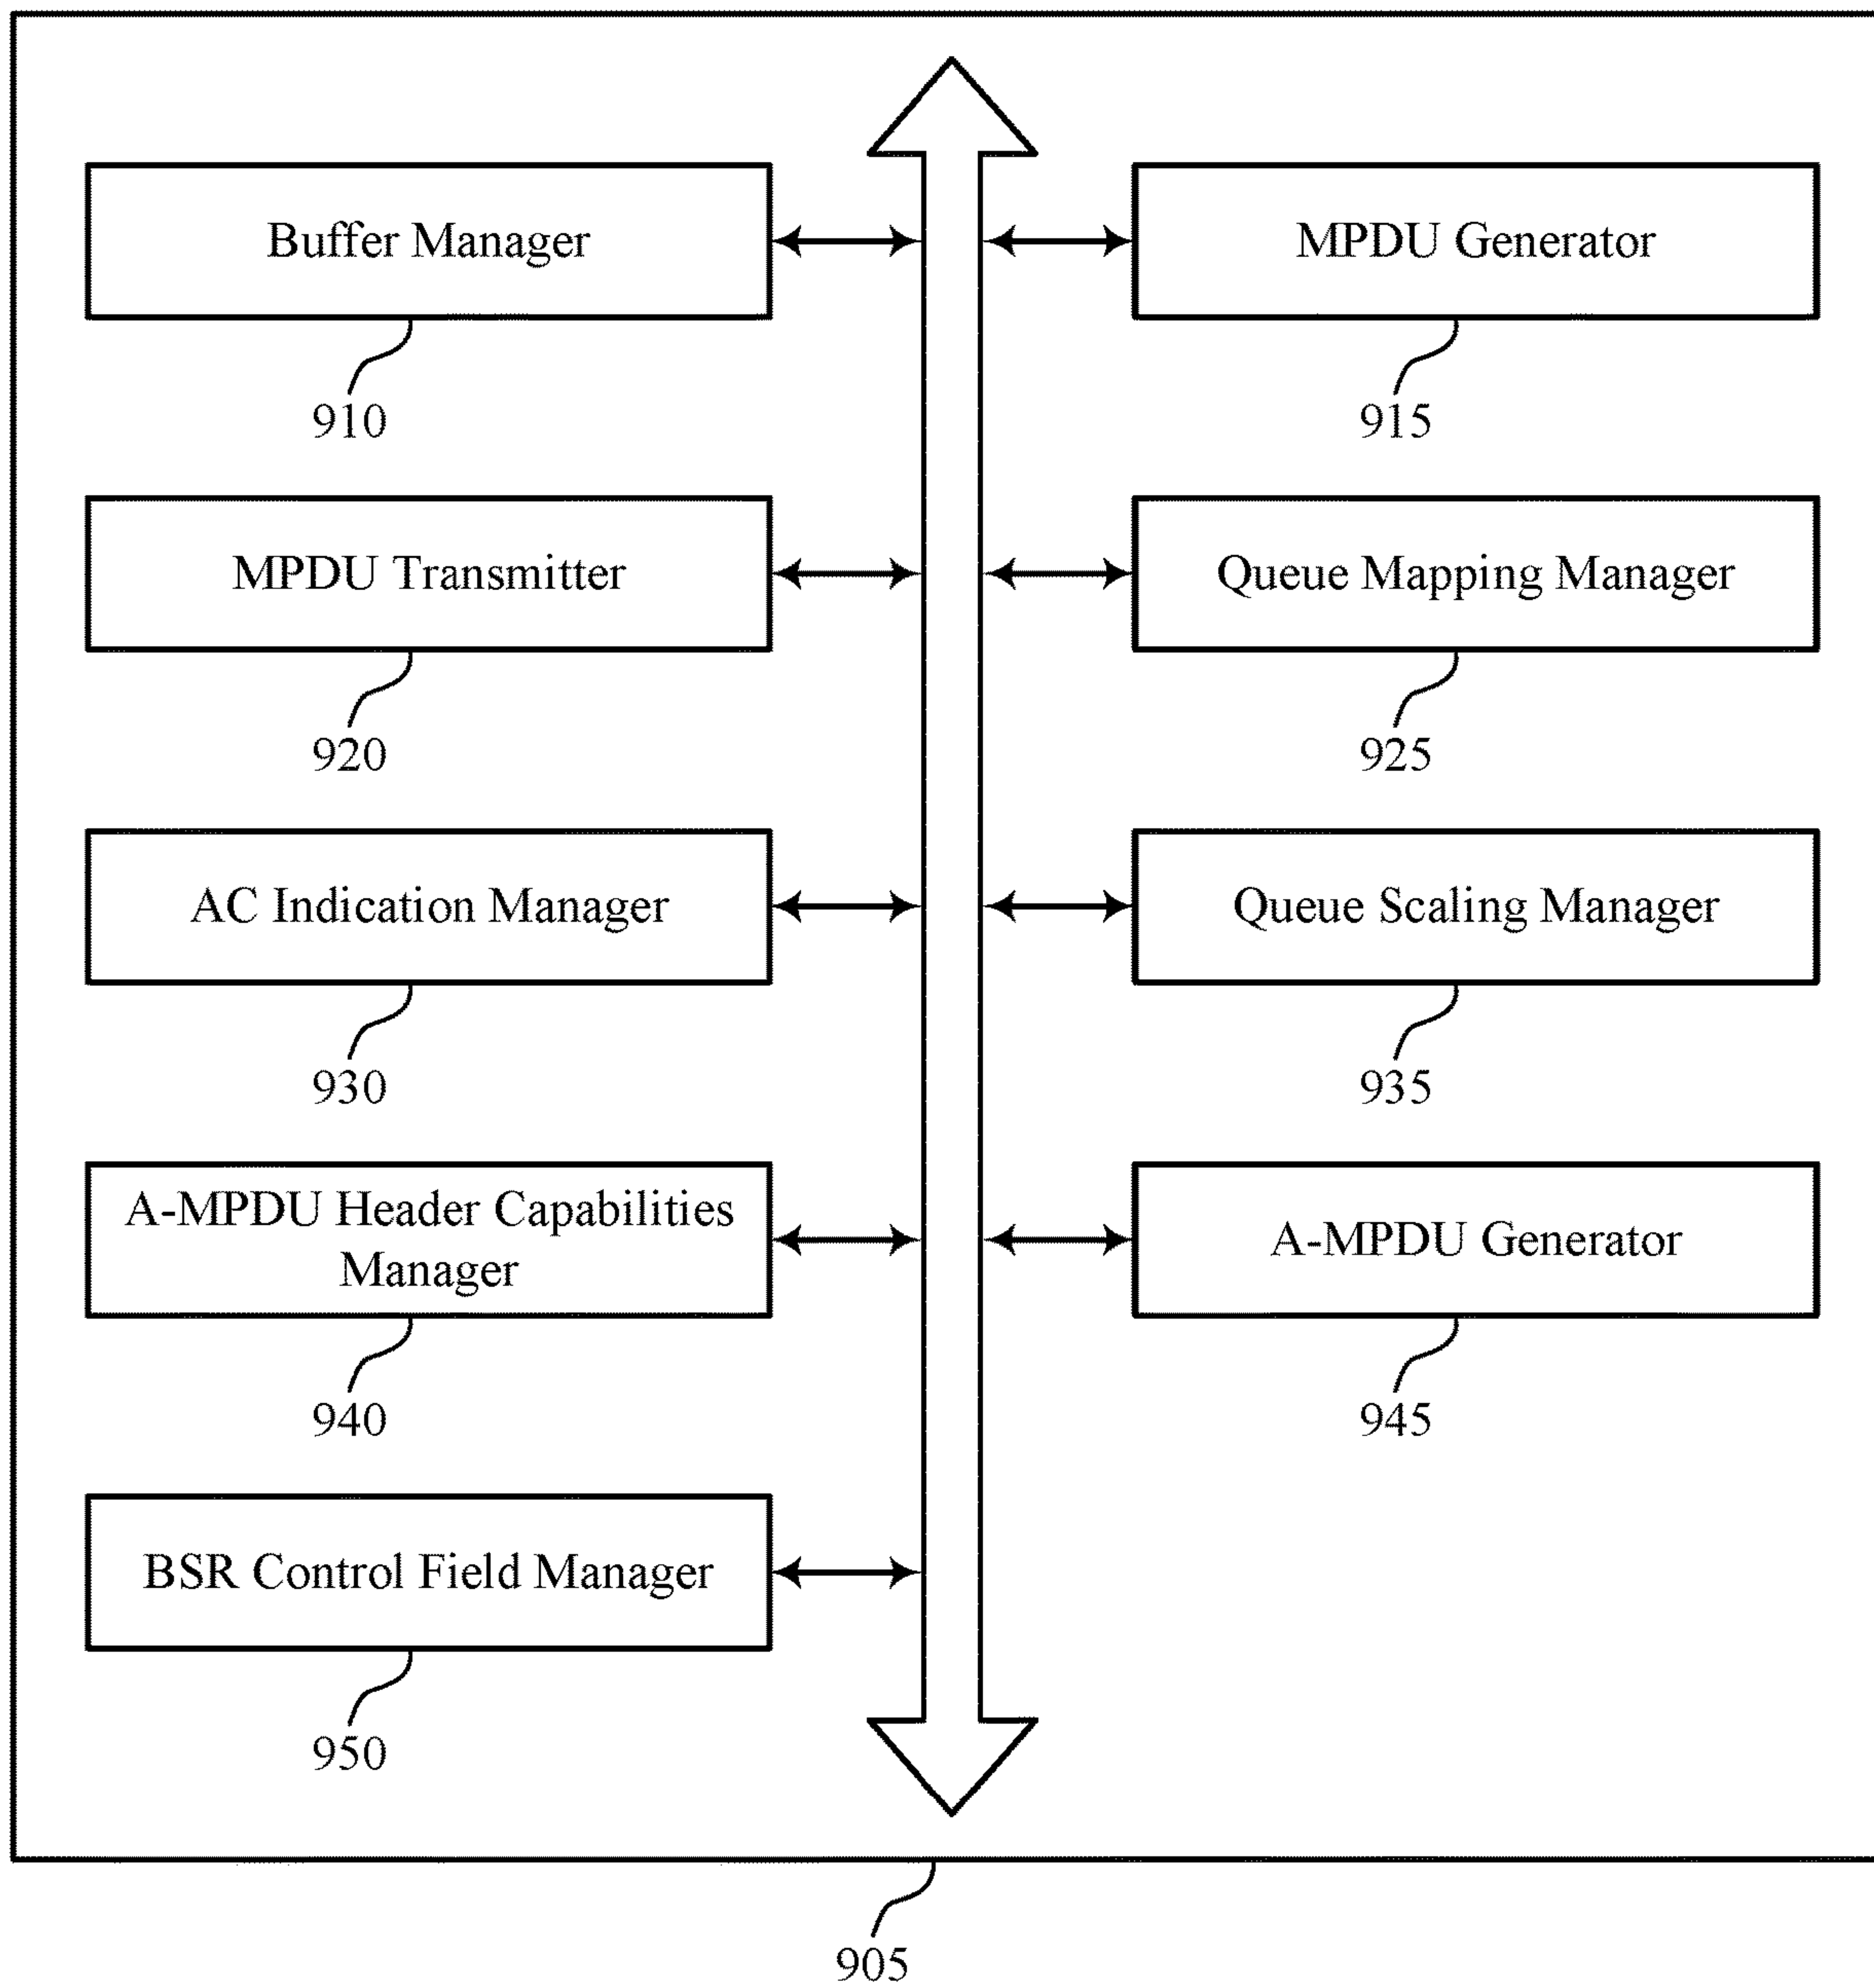 Buffer Manager
MPDU Generator
910
915
MPDU Transmitter
Queue Mapping Manager
920
925
AC Indication Manager
Queue Scaling Manager
930
935
A-MPDU Header Capabilities
Manager
A-MPDU Generator
940
945
BSR Control Field Manager
950
905